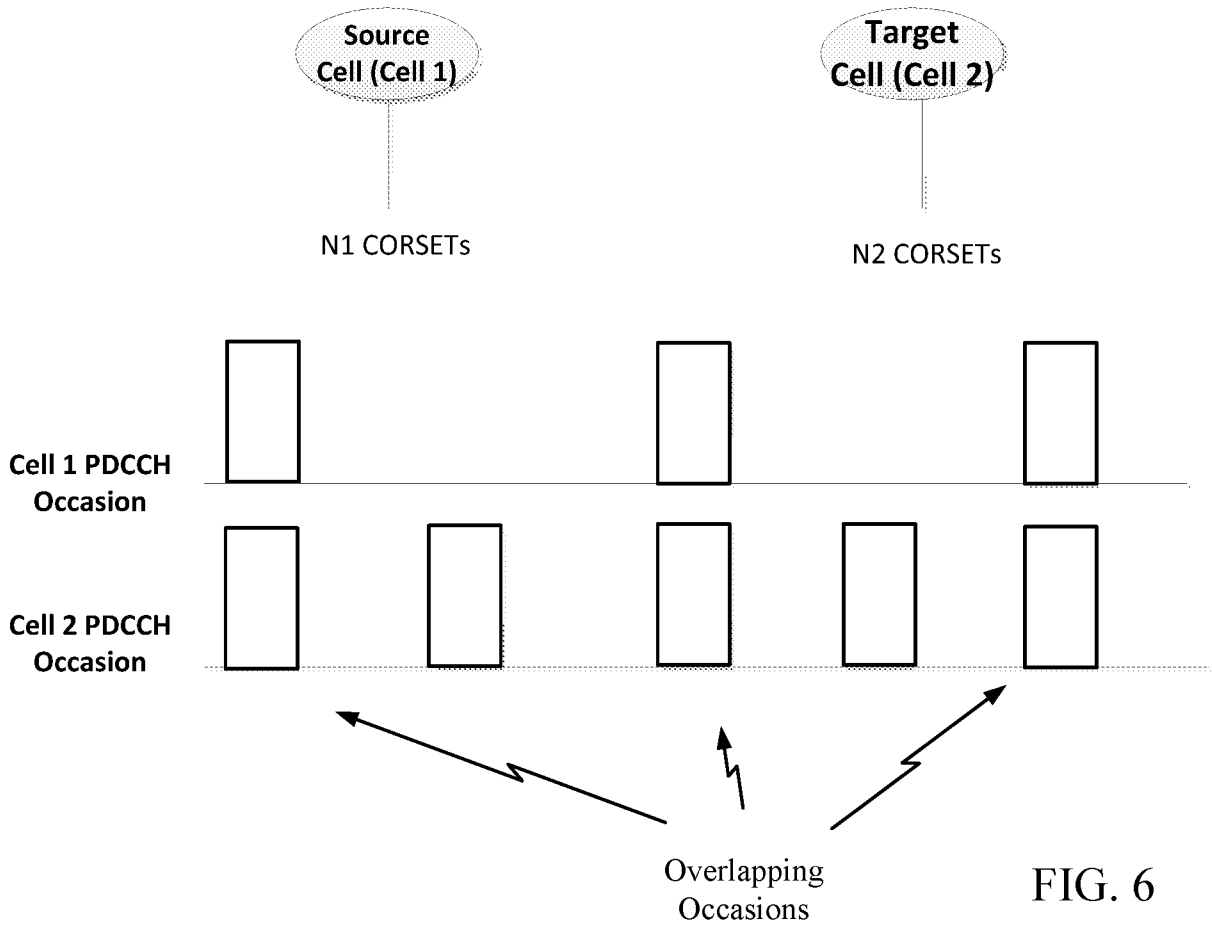 Source
Cell (Cell 1)
Target
Cell (Cell 2)
N1 CORSETs
N2 CORSETs
Cell 1 PDCCH
Occasion
Cell 2 PDCCH
Occasion
Overlapping
Occasions
FIG. 6